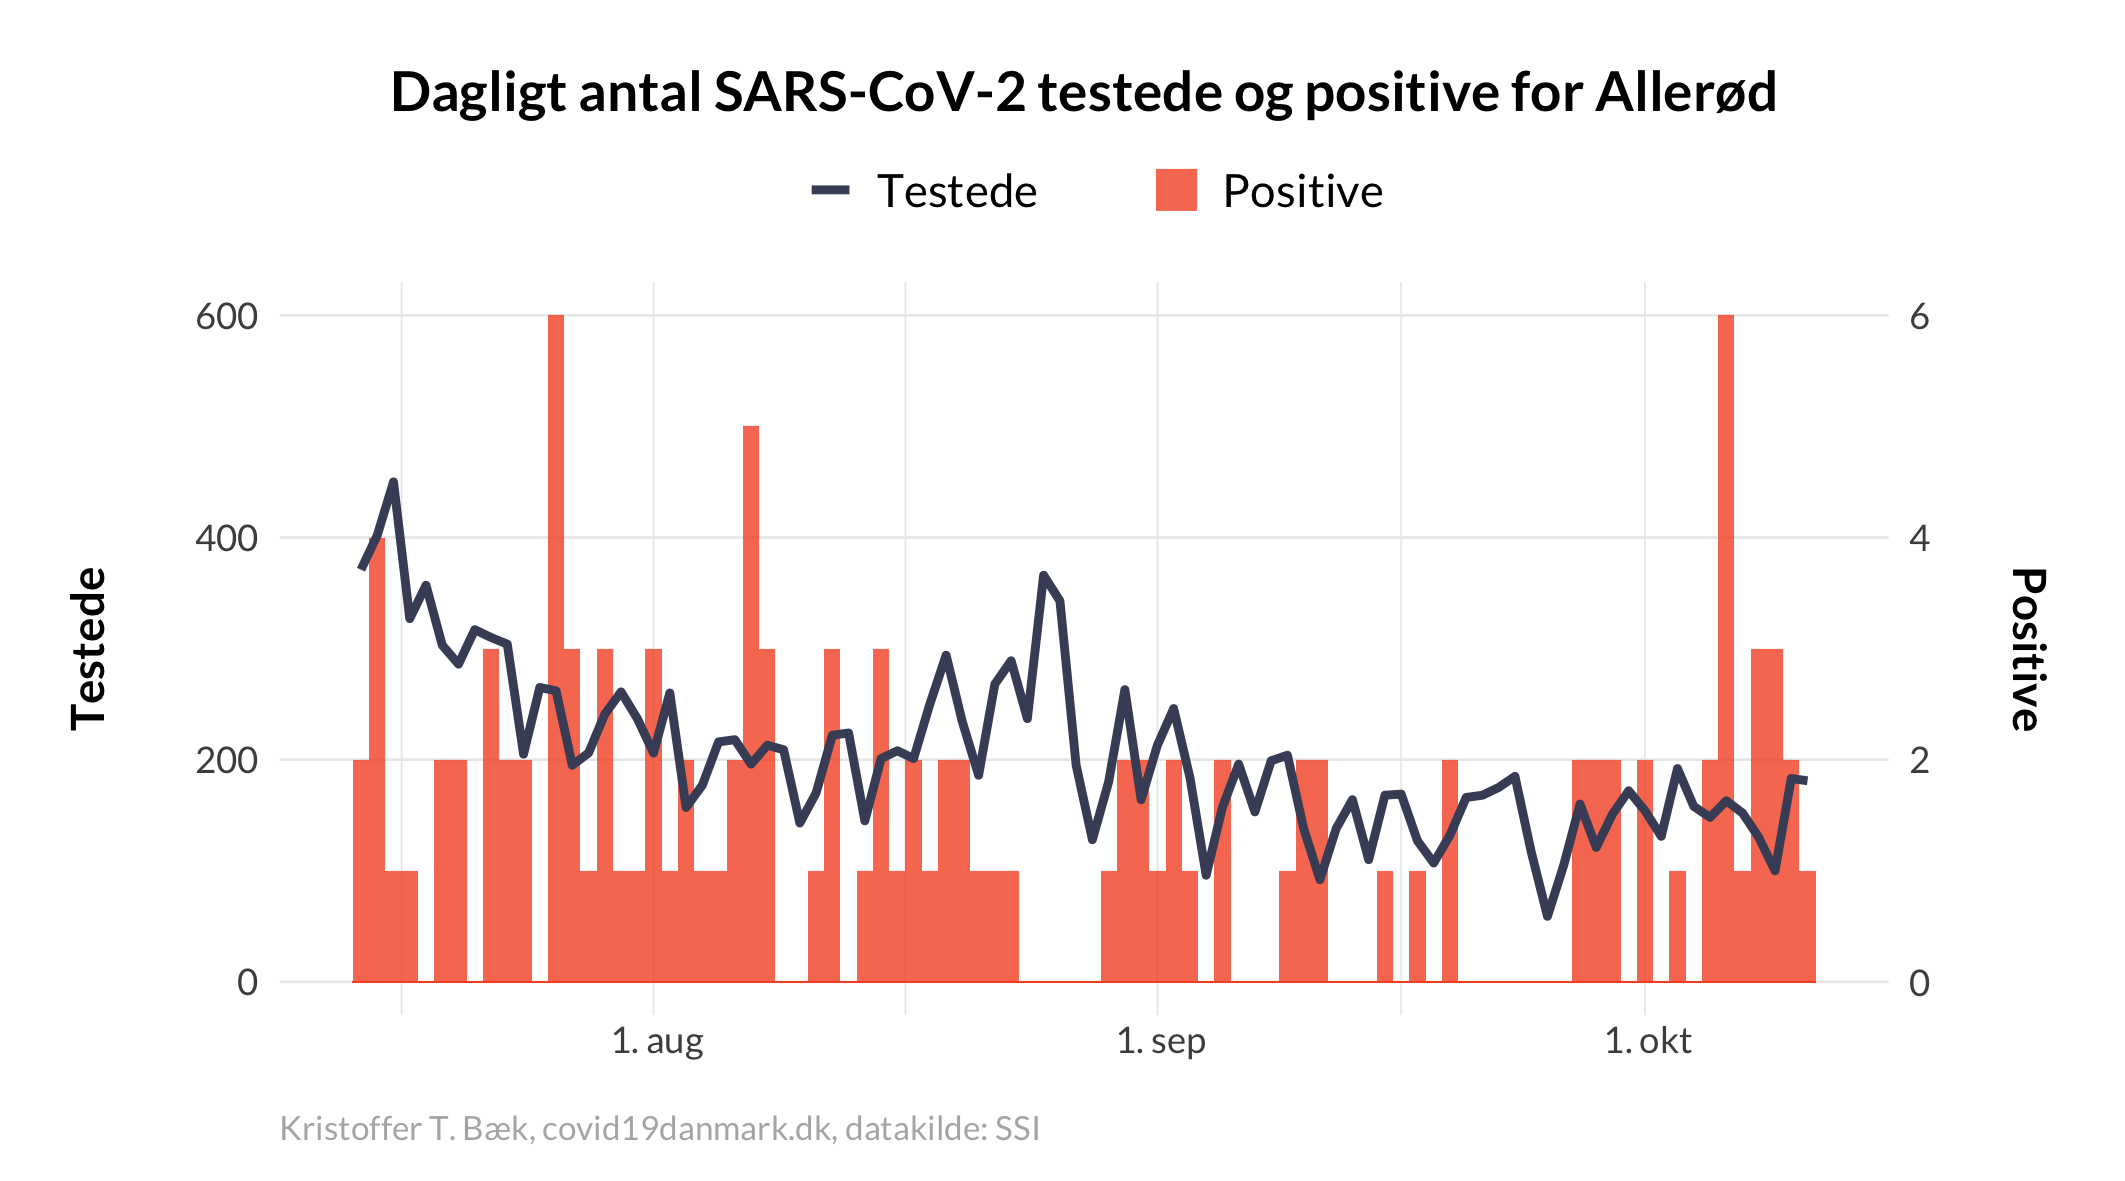 Dagligt antal SARS-CoV-2 testede og positive for Allerød
Testede
Positive
600
400
200
0
Testede
6
4
2
0
Positive
1. aug
1. sep
1. okt
Kristoffer T. Bæk, covid19danmark.dk, datakilde: SSI